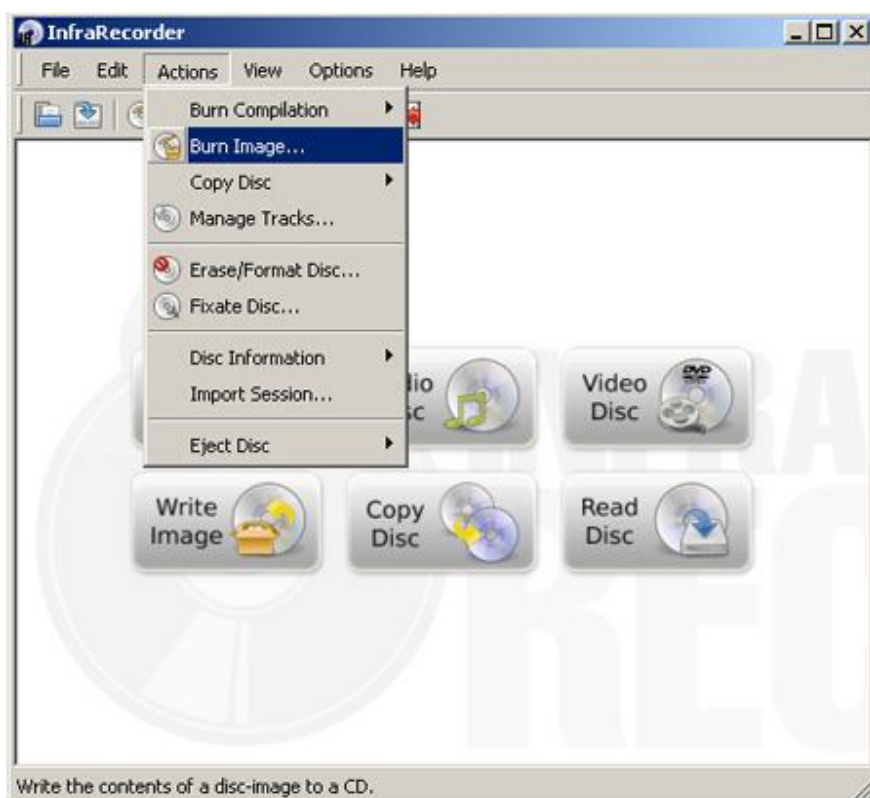 InfraRecorder
File Edit Actions View Options Help
Burn Compilation
Burn Image...
Copy Disc
Manage Tracks...
Erase/Format Disc...
Fixate Disc...
Disc Information
Import Session...
Eject Disc
Video
Disc
Write
Image
Copy
Disc
Read
Disc
Write the contents of a disc-image to a CD.